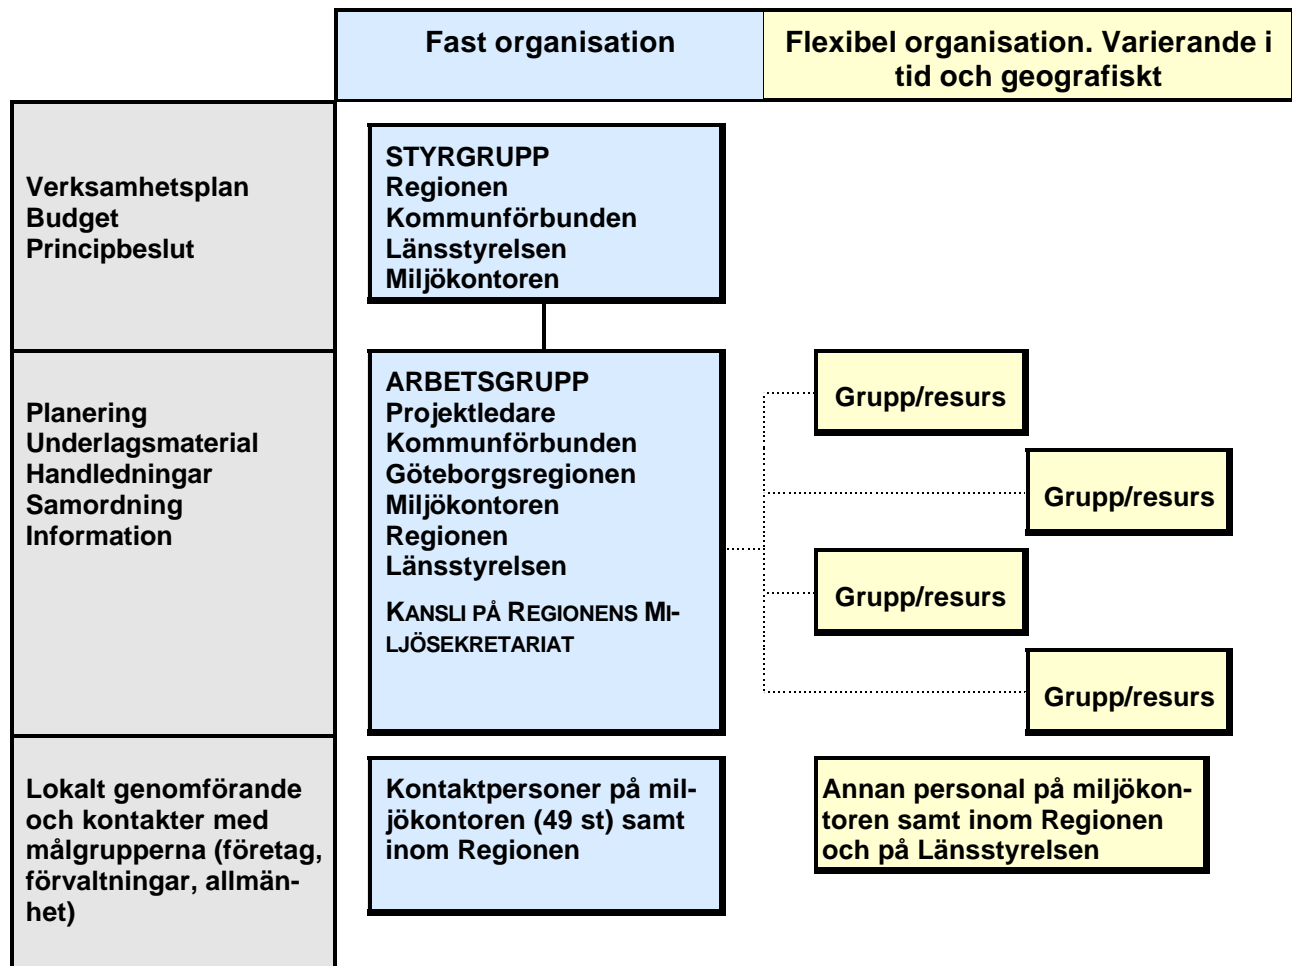 Fast organisation
Flexibel organisation. Varierande i
tid och geografiskt
Verksamhetsplan
Budget
Principbeslut
STYRGRUPP
Regionen
Kommunförbunden
Länsstyrelsen
Miljökontoren
Planering
Underlagsmaterial
Handledningar
Samordning
Information
ARBETSGRUPP
Projektledare
Kommunförbunden
Göteborgsregionen
Miljökontoren
Regionen
Länsstyrelsen
KANSLI PÅ REGIONENS MI-
LJÖSEKRETARIAT
Grupp/resurs
Grupp/resurs
Grupp/resurs
Grupp/resurs
Lokalt genomförande
och kontakter med
målgrupperna (företag,
förvaltningar, allmän-
het)
Kontaktpersoner på mil-
jökontoren (49 st) samt
inom Regionen
Annan personal på miljökon-
toren samt inom Regionen
och på Länsstyrelsen